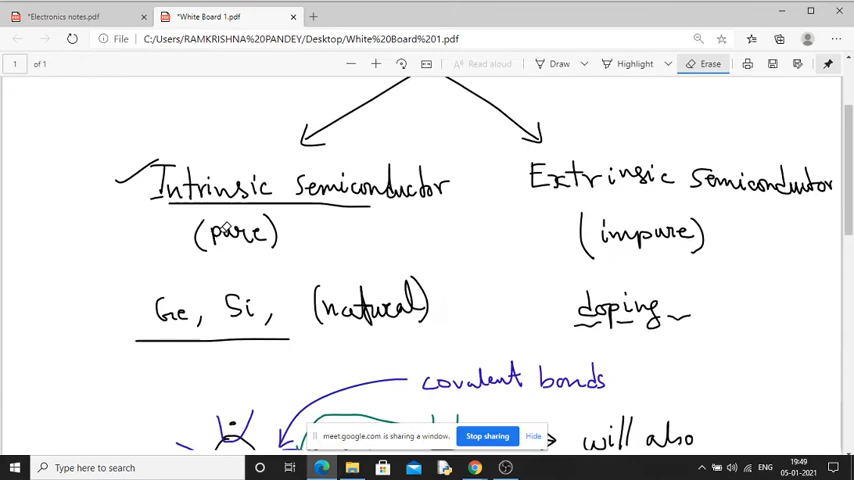 *Electronics notes.pdf
*White Board 1.pdf
File C:/Users/RAMKRISHNA%20PANDEY/Desktop/White%20Board%201.pdf
1 of 1
Read aloud
Draw
Highlight
Erase
Intrinsic Semiconductor
Extrinsic Semiconductor
(pure)
(impure)
Ge, Si, (natural)
doping
covalent bonds
will also
meet.google.com is sharing a window.
Stop sharing
Hide
Type here to search
ENG
19:49
05-01-2021